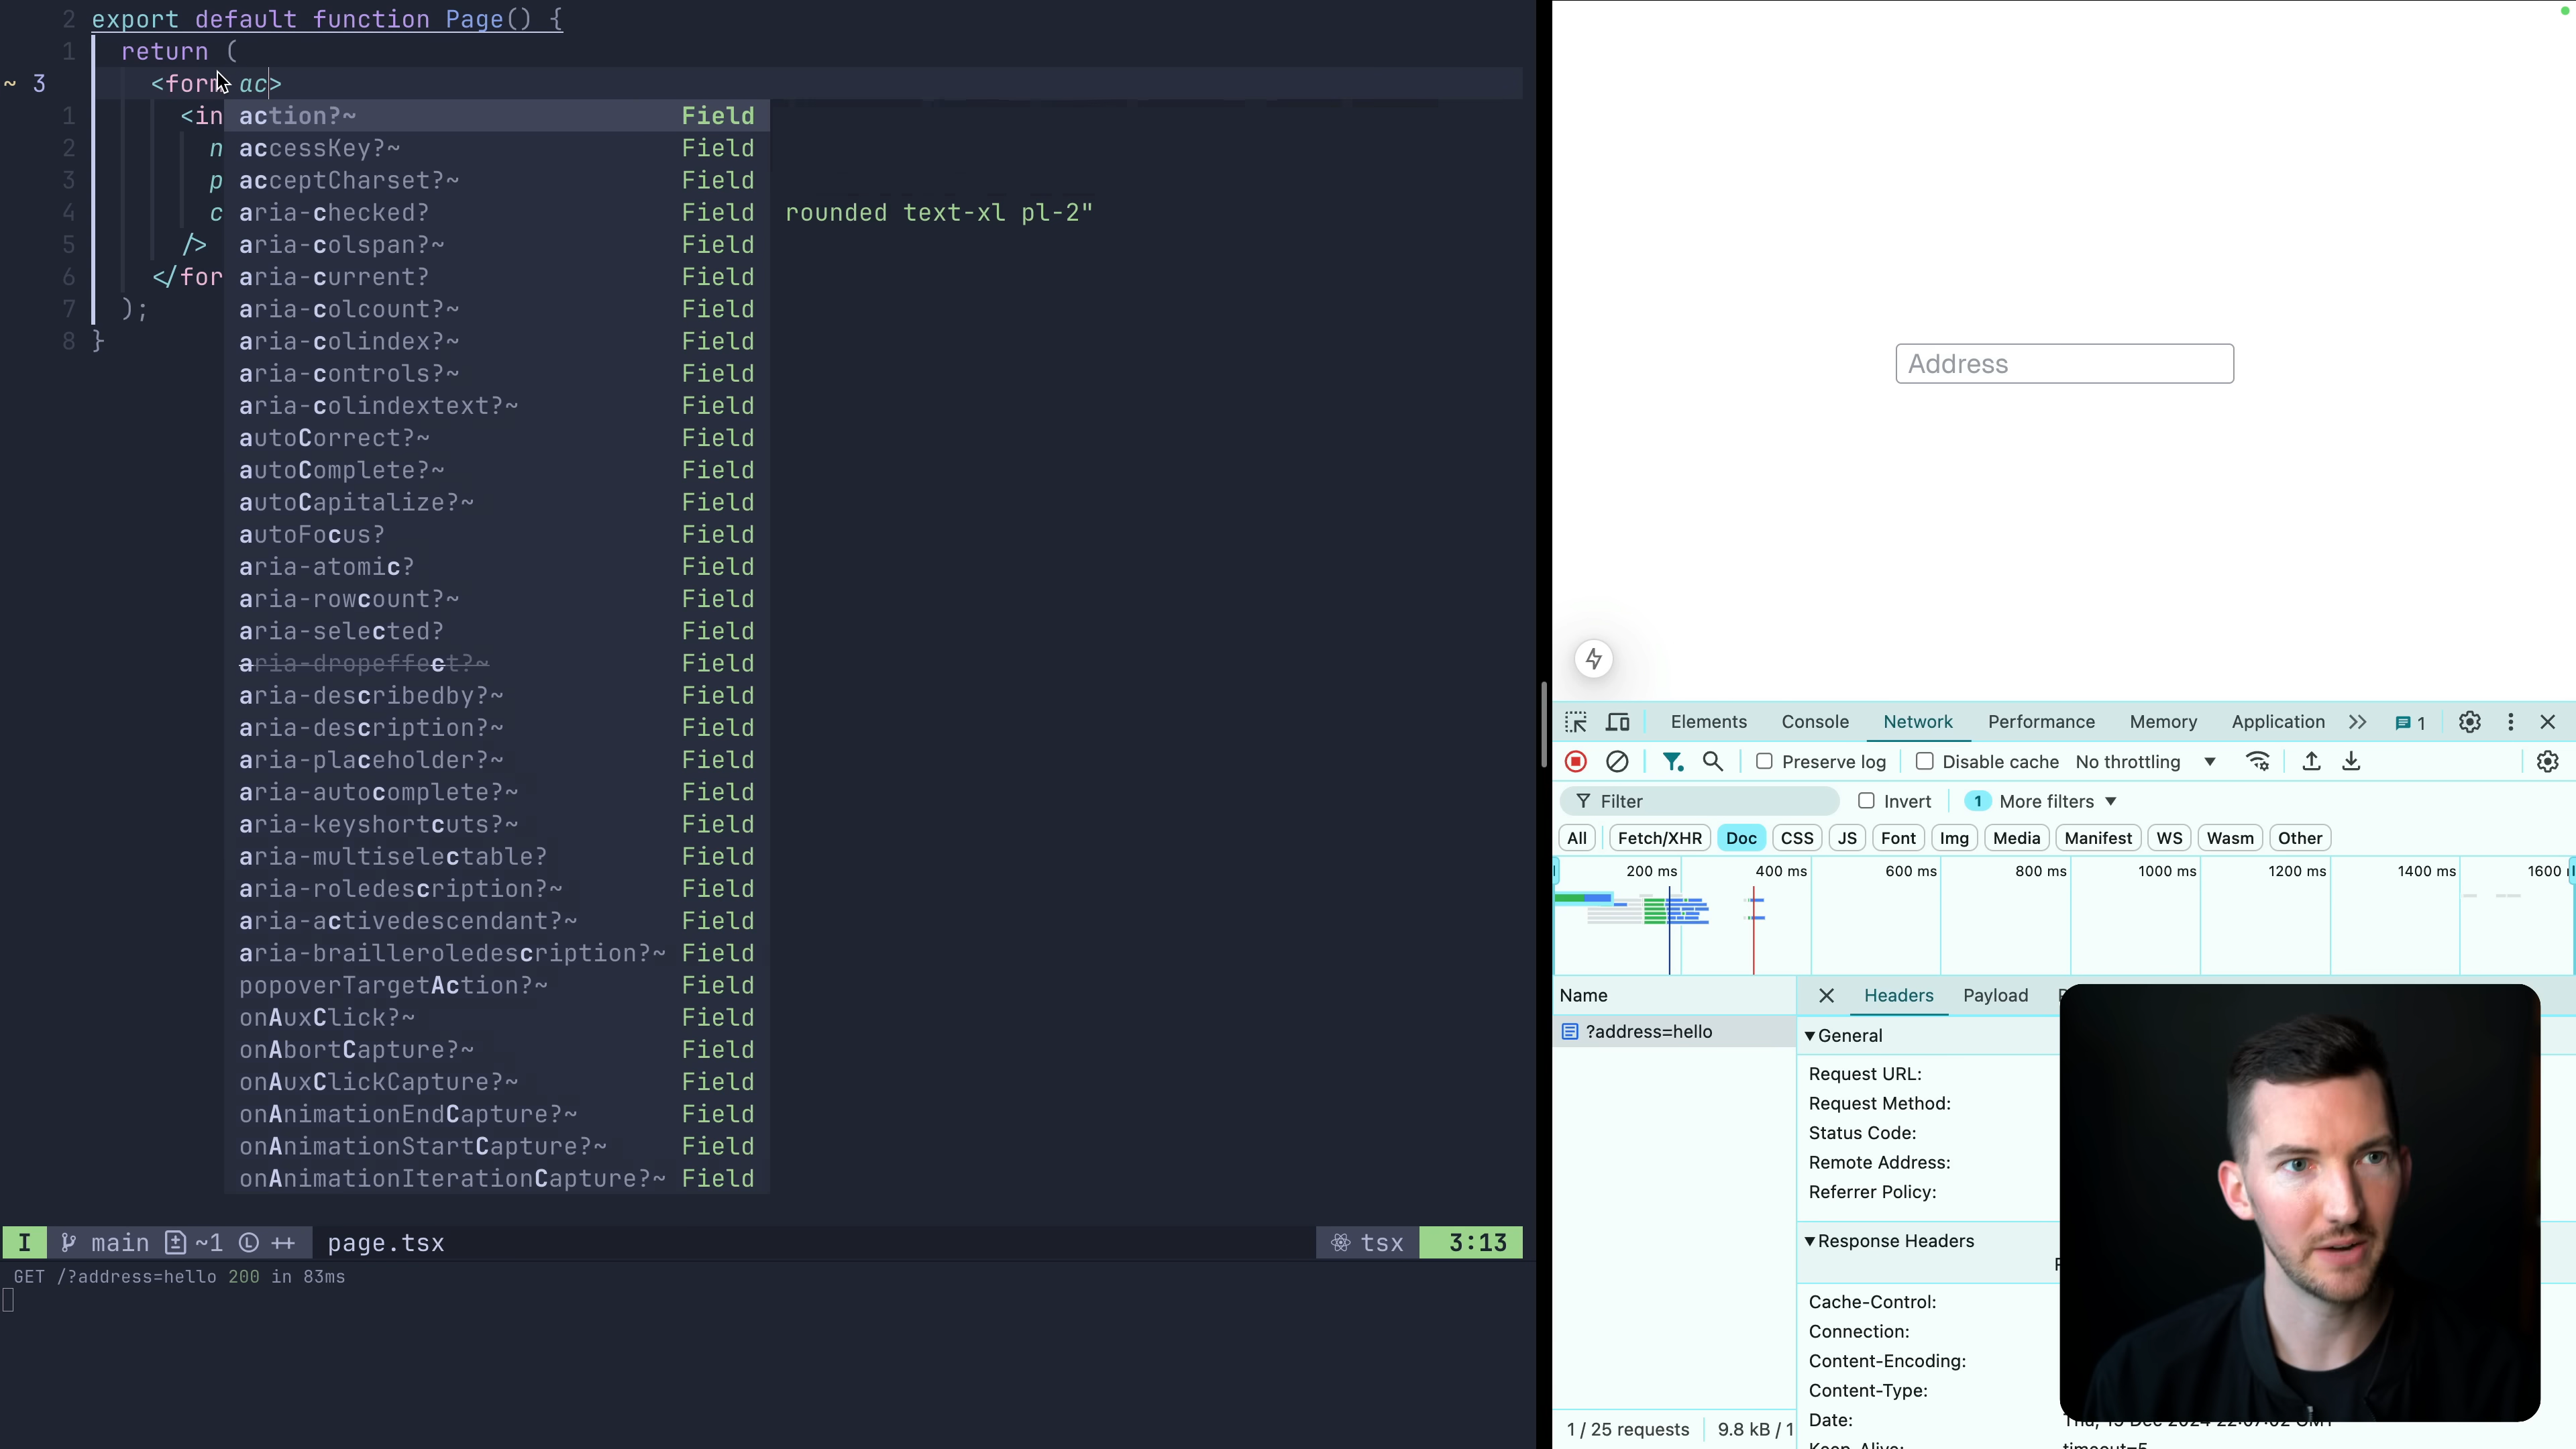 2 export default function Page() {
1 return (
~ 3 <form ac>
1 <in
2 n
3 p
4 c rounded text-xl pl-2"
5 />
6 </for
7 );
8 }
action?~ Field
accessKey?~ Field
acceptCharset?~ Field
aria-checked? Field
aria-colspan?~ Field
aria-current? Field
aria-colcount?~ Field
aria-colindex?~ Field
aria-controls?~ Field
aria-colindextext?~ Field
autoCorrect?~ Field
autoComplete?~ Field
autoCapitalize?~ Field
autoFocus? Field
aria-atomic? Field
aria-rowcount?~ Field
aria-selected? Field
aria-dropeffect?~ Field
aria-describedby?~ Field
aria-description?~ Field
aria-placeholder?~ Field
aria-autocomplete?~ Field
aria-keyshortcuts?~ Field
aria-multiselectable? Field
aria-roledescription?~ Field
aria-activedescendant?~ Field
aria-brailleroledescription?~ Field
popoverTargetAction?~ Field
onAuxClick?~ Field
onAbortCapture?~ Field
onAuxClickCapture?~ Field
onAnimationEndCapture?~ Field
onAnimationStartCapture?~ Field
onAnimationIterationCapture?~ Field
I main ~1 ++ page.tsx tsx 3:13
GET /?address=hello 200 in 83ms
Address
Elements Console Network Performance Memory Application 1
Preserve log Disable cache No throttling
Filter Invert 1 More filters
All Fetch/XHR Doc CSS JS Font Img Media Manifest WS Wasm Other
200 ms 400 ms 600 ms 800 ms 1000 ms 1200 ms 1400 ms 1600
Name Headers Payload
?address=hello
General
Request URL:
Request Method:
Status Code:
Remote Address:
Referrer Policy:
Response Headers
Cache-Control:
Connection:
Content-Encoding:
Content-Type:
Date:
timeout=5
1 / 25 requests 9.8 kB / 1